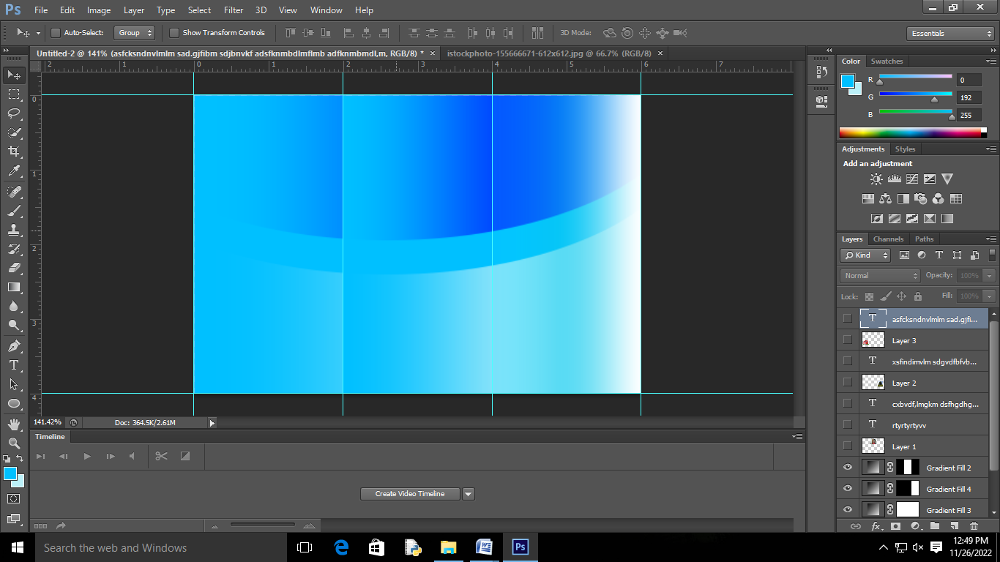 Ps File Edit Image Layer Type Select Filter 3D View Window Help
Auto-Select: Group Show Transform Controls 3D Mode: Essentials
Untitled-2 @ 141% (asfcksndnvlmlm sad.gjfibm sdjbnvkf adsfknmbdlmflmb adfknmbmdl,m, RGB/8) * × istockphoto-155666671-612x612.jpg @ 66.7% (RGB/8) ×
2 1 0 1 2 3 4 5 6 7
0
1
2
3
4
141.42% Doc: 364.5K/2.61M
Timeline
Create Video Timeline
Color Swatches
R 0
G 192
B 255
Adjustments Styles
Add an adjustment
Layers Channels Paths
Kind
Normal Opacity: 100%
Lock: Fill: 100%
T asfcksndnvlmlm sad.gjfi...
Layer 3
T xsfindimvlm sdgvdfbfvb...
Layer 2
T cxbvdf,lmgkm dsfhgdhg...
T rtyrtyrtyvv
Layer 1
Gradient Fill 2
Gradient Fill 4
Gradient Fill 3
fx
Search the web and Windows
Ps
12:49 PM
11/26/2022